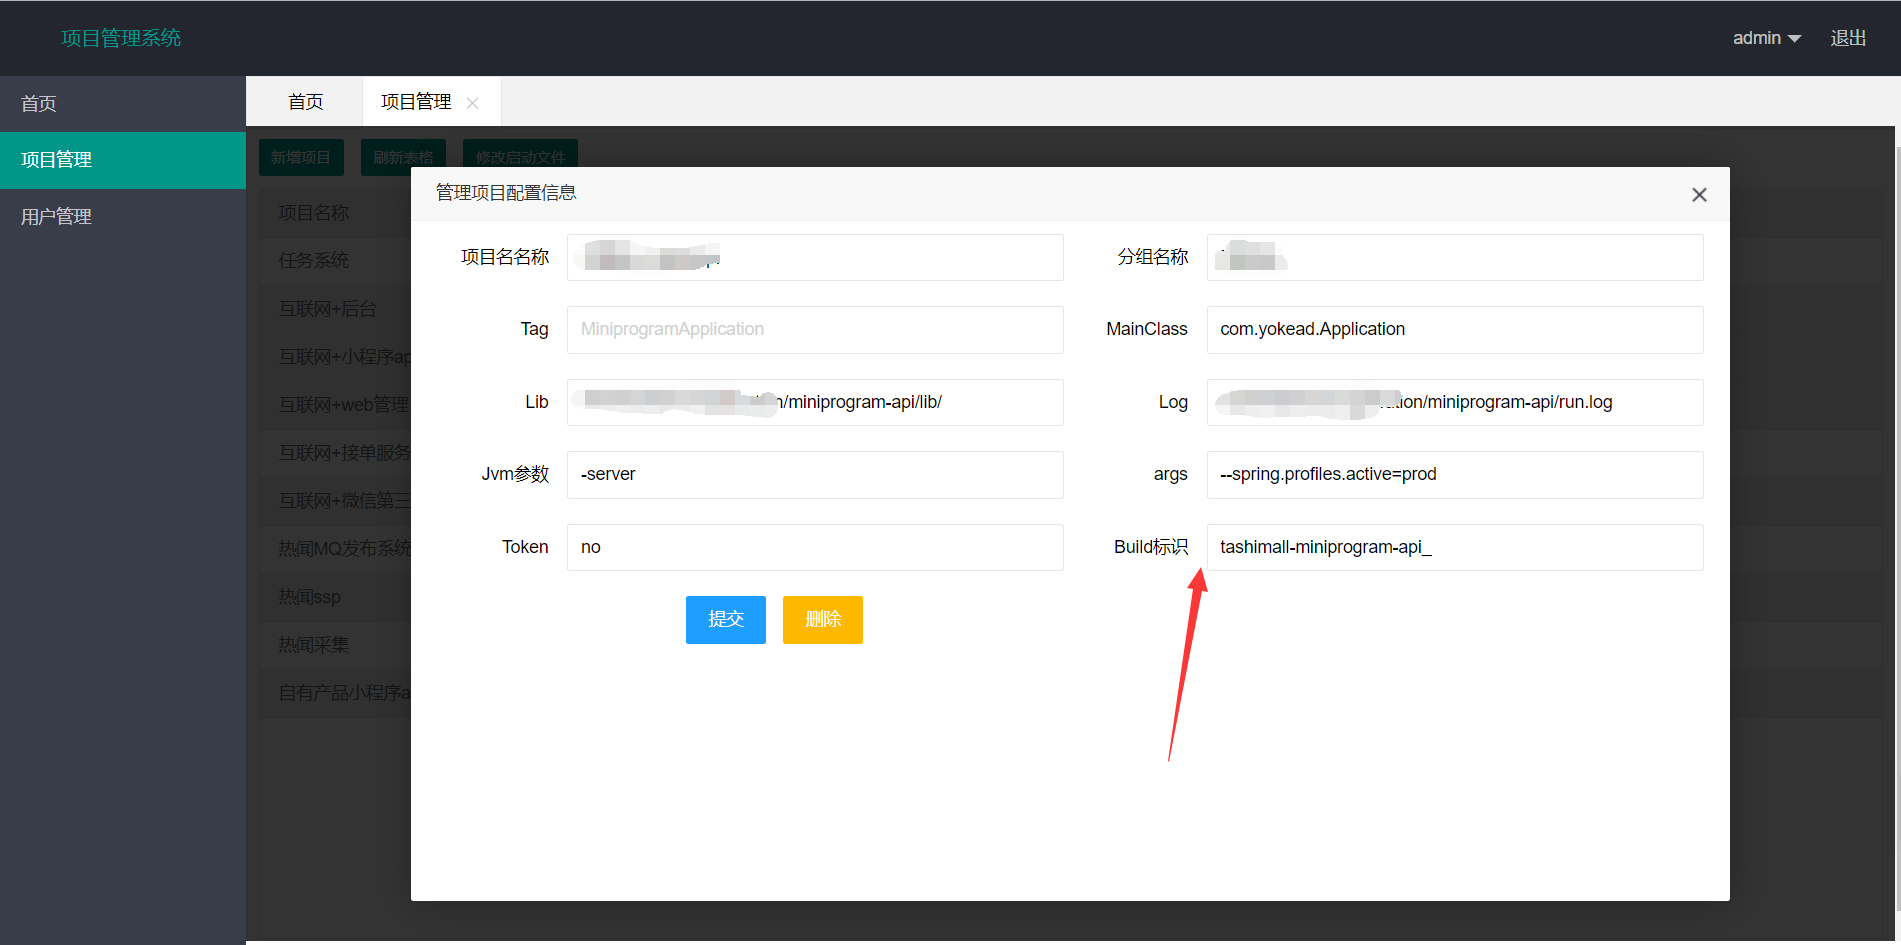 项目管理系统
admin
退出
首页
项目管理
用户管理
首页
项目管理
新增项目
刷新表格
修改启动文件
项目名称
任务系统
互联网+后台
互联网+小程序ap
互联网+web管理
互联网+接单服务
互联网+微信第三
热闻MQ发布系统
热闻ssp
热闻采集
自有产品小程序a
管理项目配置信息
项目名名称
分组名称
Tag
MiniprogramApplication
MainClass
com.yokead.Application
Lib
/miniprogram-api/lib/
Log
ion/miniprogram-api/run.log
Jvm参数
-server
args
--spring.profiles.active=prod
Token
no
Build标识
tashimall-miniprogram-api_
提交
删除